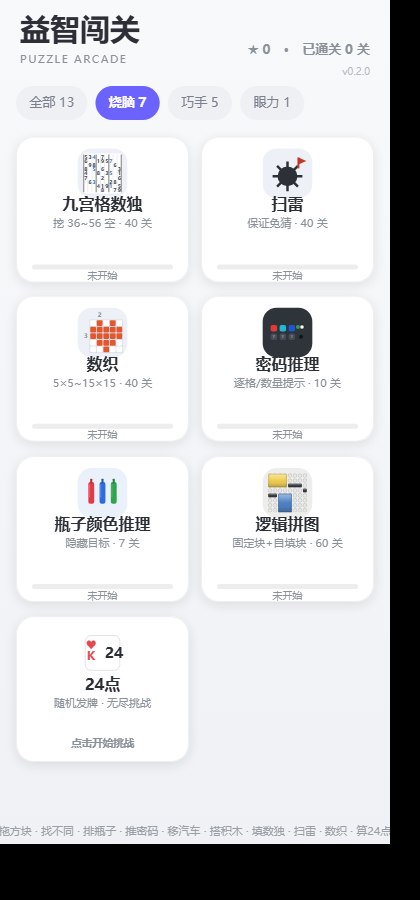 益智闯关
PUZZLE ARCADE
★ 0 • 已通关 0 关
v0.2.0
全部 13
烧脑 7
巧手 5
眼力 1
九宫格数独
挖 36~56 空 · 40 关
未开始
扫雷
保证免猜 · 40 关
未开始
数织
5×5~15×15 · 40 关
未开始
密码推理
逐格/数量提示 · 10 关
未开始
瓶子颜色推理
隐藏目标 · 7 关
未开始
逻辑拼图
固定块+自填块 · 60 关
未开始
K 24
24点
随机发牌 · 无尽挑战
点击开始挑战
拖方块 · 找不同 · 排瓶子 · 推密码 · 移汽车 · 搭积木 · 填数独 · 扫雷 · 数织 · 算24点